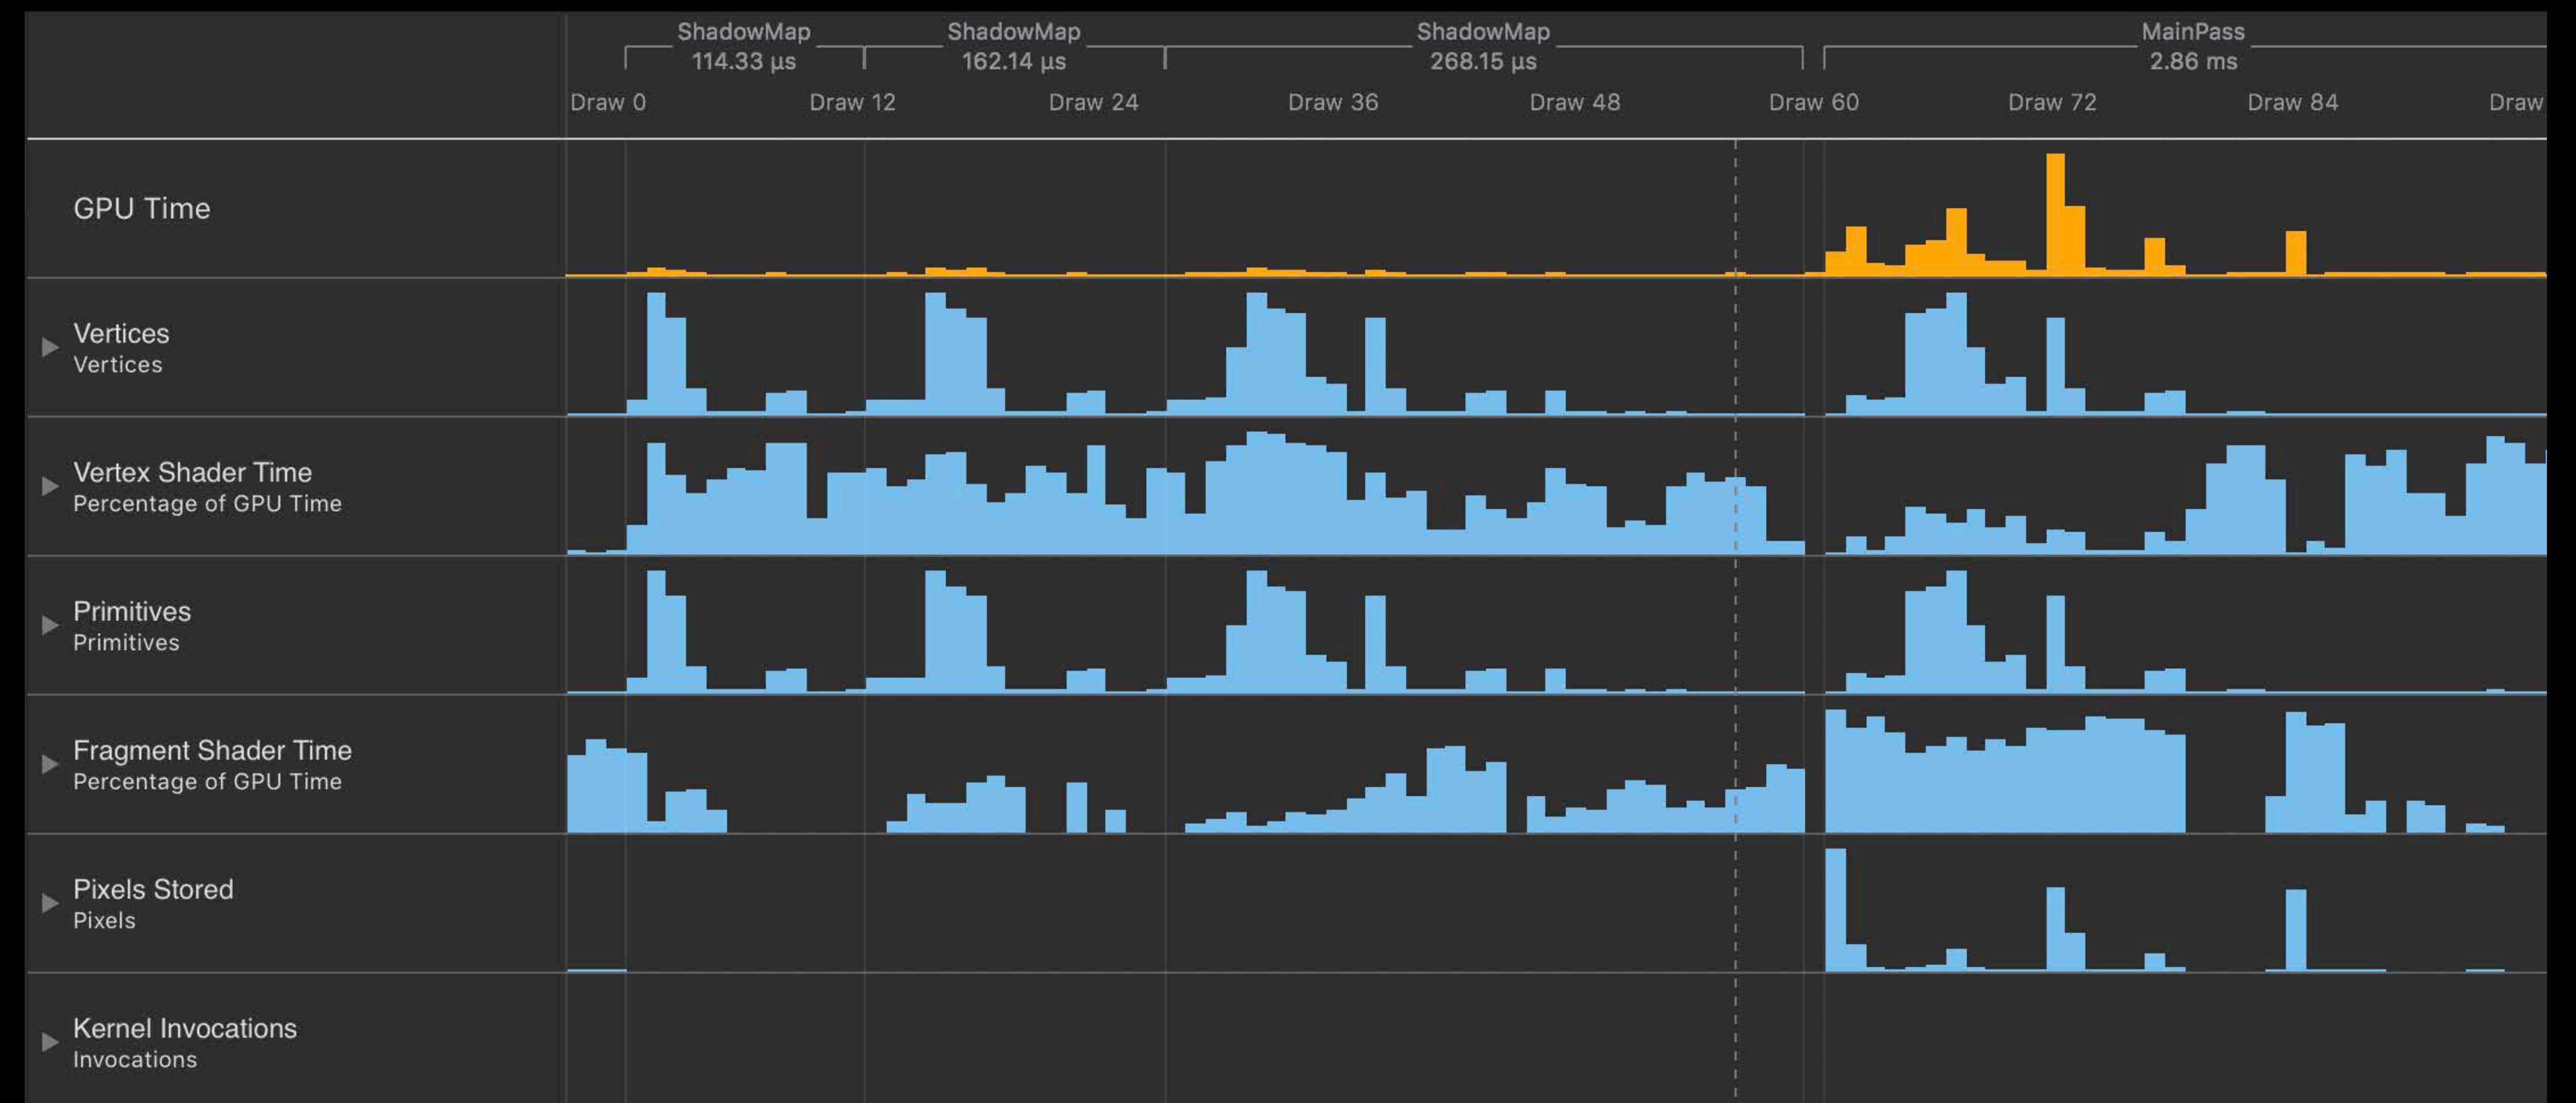 ShadowMap
114.33 µs
ShadowMap
162.14 µs
ShadowMap
268.15 µs
MainPass
2.86 ms
Draw 0
Draw 12
Draw 24
Draw 36
Draw 48
Draw 60
Draw 72
Draw 84
Draw
GPU Time
Vertices
Vertices
Vertex Shader Time
Percentage of GPU Time
Primitives
Primitives
Fragment Shader Time
Percentage of GPU Time
Pixels Stored
Pixels
Kernel Invocations
Invocations